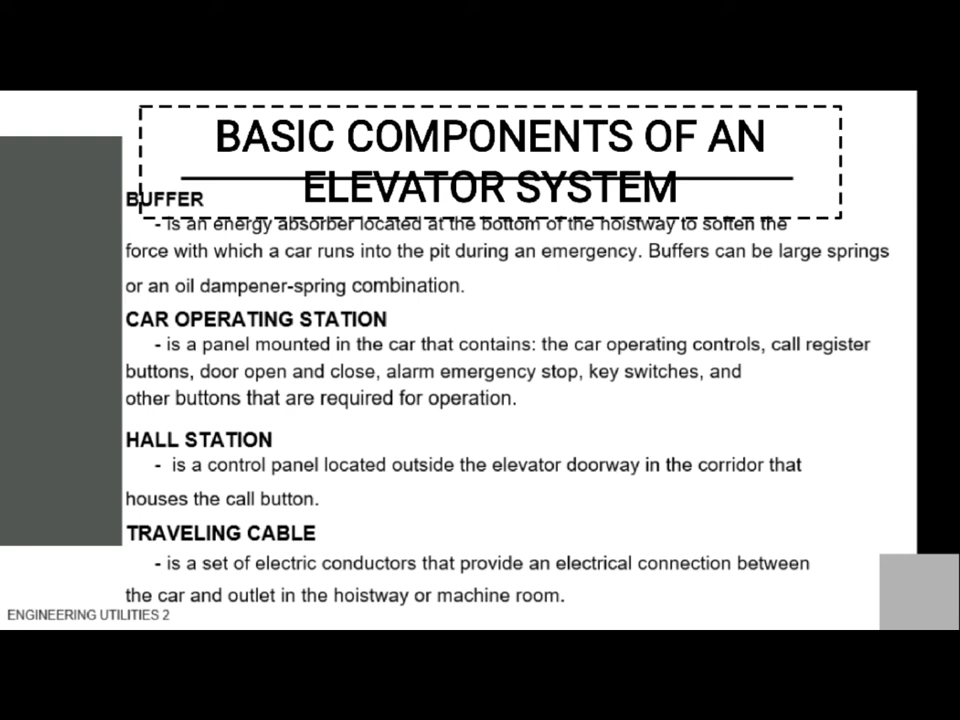 BASIC COMPONENTS OF AN
ELEVATOR SYSTEM
BUFFER
- is an energy absorber located at the bottom of the hoistway to soften the
force with which a car runs into the pit during an emergency. Buffers can be large springs
or an oil dampener-spring combination.
CAR OPERATING STATION
- is a panel mounted in the car that contains: the car operating controls, call register
buttons, door open and close, alarm emergency stop, key switches, and
other buttons that are required for operation.
HALL STATION
- is a control panel located outside the elevator doorway in the corridor that
houses the call button.
TRAVELING CABLE
- is a set of electric conductors that provide an electrical connection between
the car and outlet in the hoistway or machine room.
ENGINEERING UTILITIES 2